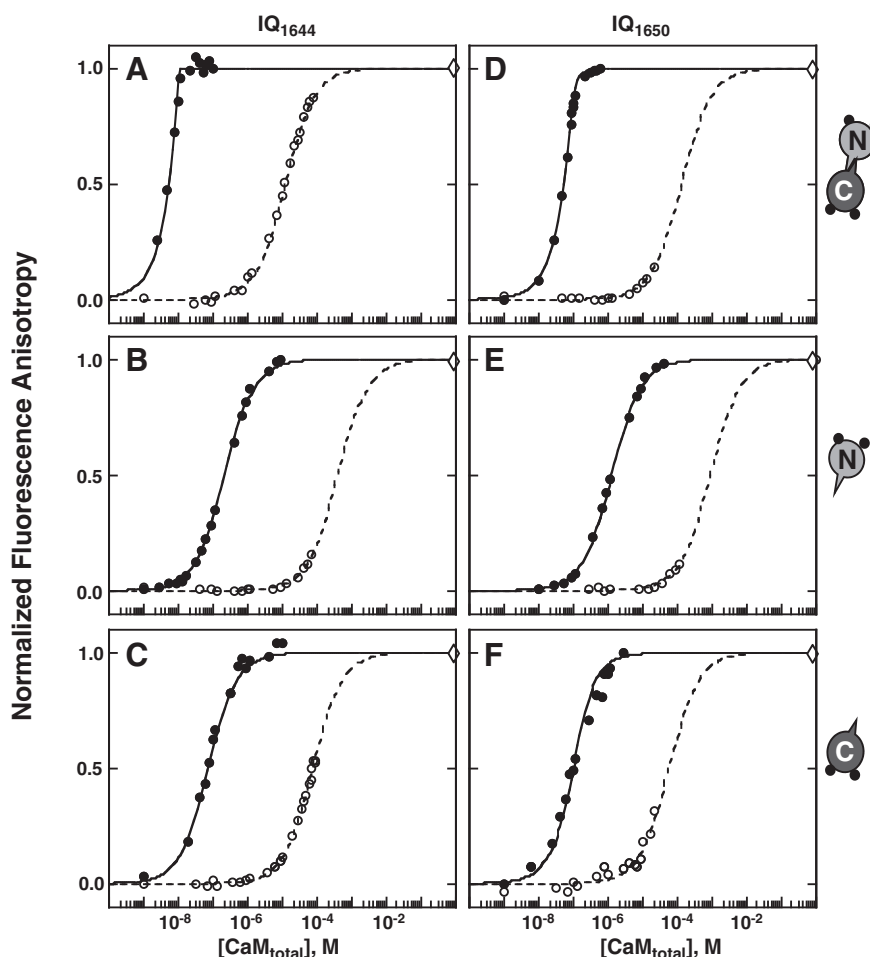 IQ1644 IQ1650
Normalized Fluorescence Anisotropy
A D
1.0 0.5 0.0
N
C
B E
1.0 0.5 0.0
N
C F
1.0 0.5 0.0
C
10-8 10-6 10-4 10-2 10-8 10-6 10-4 10-2
[CaMtotal], M [CaMtotal], M